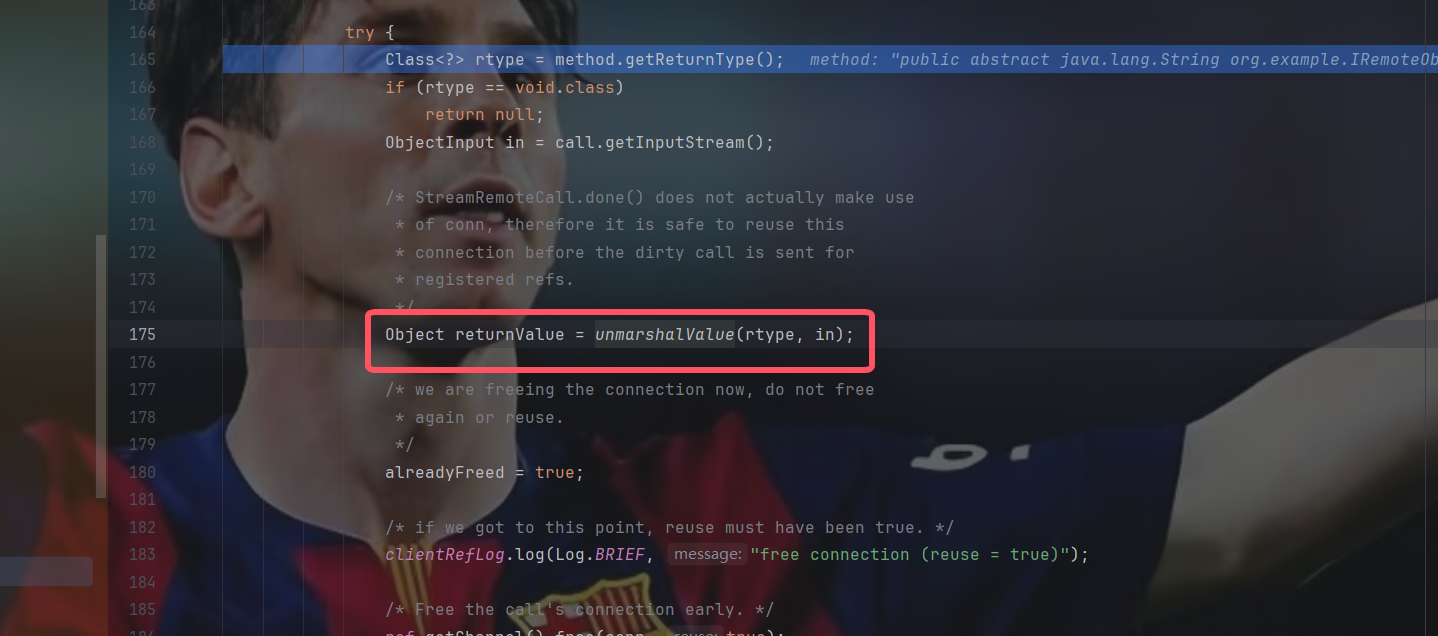 163
164 try {
165 Class<?> rtype = method.getReturnType(); method: "public abstract java.lang.String org.example.IRemoteOb
166 if (rtype == void.class)
167 return null;
168 ObjectInput in = call.getInputStream();
169
170 /* StreamRemoteCall.done() does not actually make use
171 * of conn, therefore it is safe to reuse this
172 * connection before the dirty call is sent for
173 * registered refs.
174 */
175 Object returnValue = unmarshalValue(rtype, in);
176
177 /* we are freeing the connection now, do not free
178 * again or reuse.
179 */
180 alreadyFreed = true;
181
182 /* if we got to this point, reuse must have been true. */
183 clientRefLog.log(Log.BRIEF, message: "free connection (reuse = true)");
184
185 /* Free the call's connection early. */
186 ref.getChannel().free(conn, reuse: true);